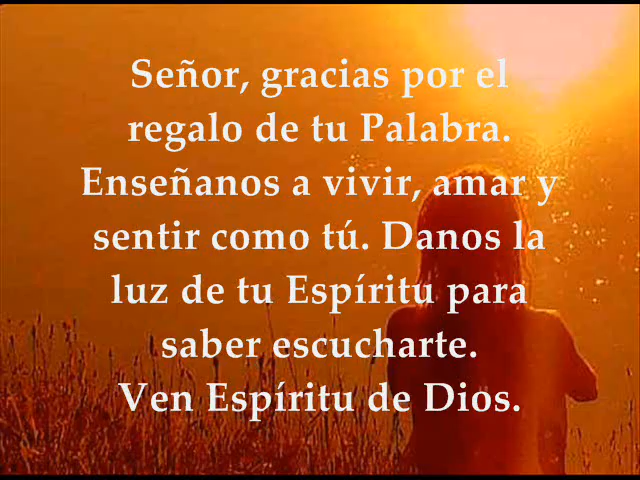 Señor, gracias por el
regalo de tu Palabra.
Enseñanos a vivir, amar y
sentir como tú. Danos la
luz de tu Espíritu para
saber escucharte.
Ven Espíritu de Dios.